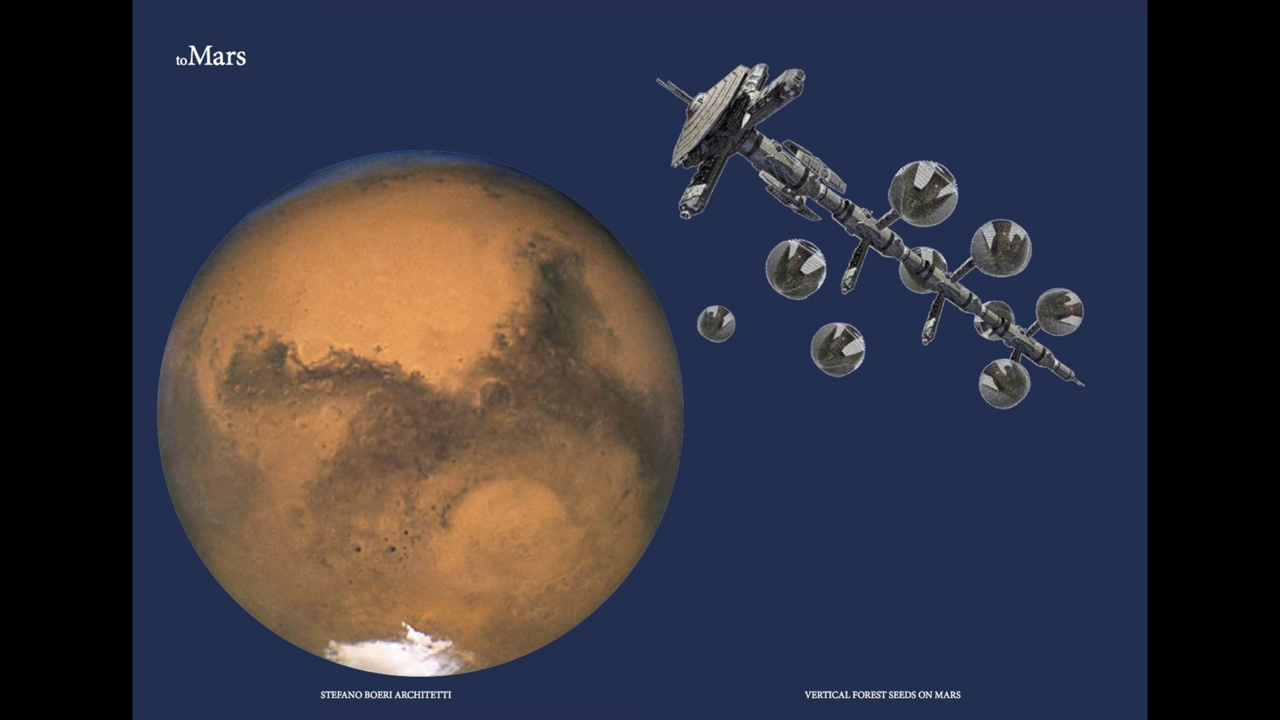 toMars
STEFANO BOERI ARCHITETTI
VERTICAL FOREST SEEDS ON MARS